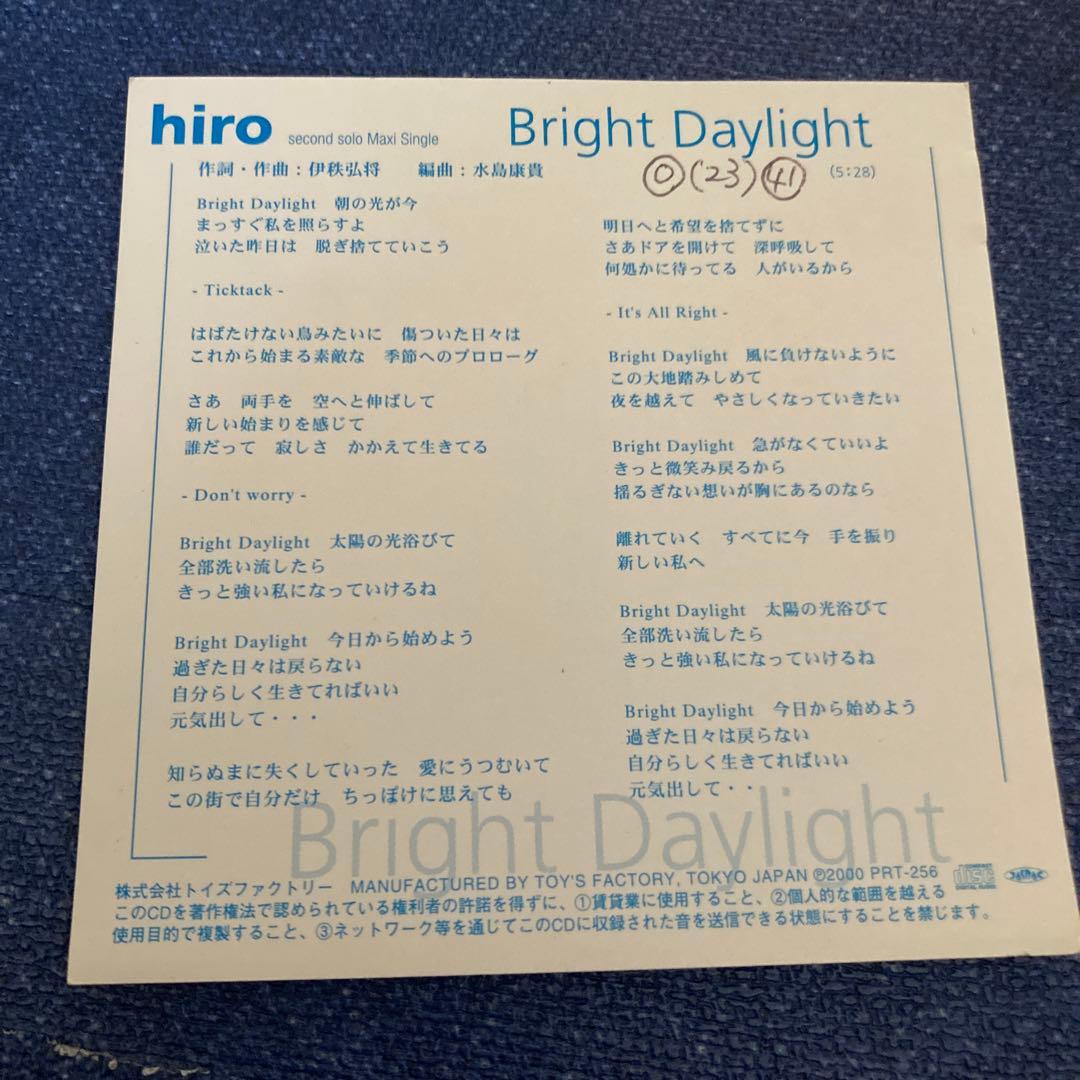 hiro second solo Maxi Single Bright Daylight
作詞・作曲：伊秩弘将　編曲：水島康貴
⓪ (23) ㊶ (5:28)
Bright Daylight　朝の光が今
まっすぐ私を照らすよ
泣いた昨日は　脱ぎ捨てていこう
- Ticktack -
はばたけない鳥みたいに　傷ついた日々は
これから始まる素敵な　季節へのプロローグ
さあ　両手を　空へと伸ばして
新しい始まりを感じて
誰だって　寂しさ　かかえて生きてる
- Don't worry -
Bright Daylight　太陽の光浴びて
全部洗い流したら
きっと強い私になっていけるね
Bright Daylight　今日から始めよう
過ぎた日々は戻らない
自分らしく生きてればいい
元気出して・・・
知らぬまに失くしていった　愛にうつむいて
この街で自分だけ　ちっぽけに思えても
明日へと希望を捨てずに
さあドアを開けて　深呼吸して
何処かに待ってる　人がいるから
- It's All Right -
Bright Daylight　風に負けないように
この大地踏みしめて
夜を越えて　やさしくなっていきたい
Bright Daylight　急がなくていいよ
きっと微笑み戻るから
揺るぎない想いが胸にあるのなら
離れていく　すべてに今　手を振り
新しい私へ
Bright Daylight　太陽の光浴びて
全部洗い流したら
きっと強い私になっていけるね
Bright Daylight　今日から始めよう
過ぎた日々は戻らない
自分らしく生きてればいい
元気出して・・
Bright Daylight
株式会社トイズファクトリー　MANUFACTURED BY TOY'S FACTORY, TOKYO JAPAN ℗2000 PRT-256 COMPACT disc DIGITAL AUDIO JASRAC
このCDを著作権法で認められている権利者の許諾を得ずに、①賃貸業に使用すること、②個人的な範囲を越える
使用目的で複製すること、③ネットワーク等を通じてこのCDに収録された音を送信できる状態にすることを禁じます。